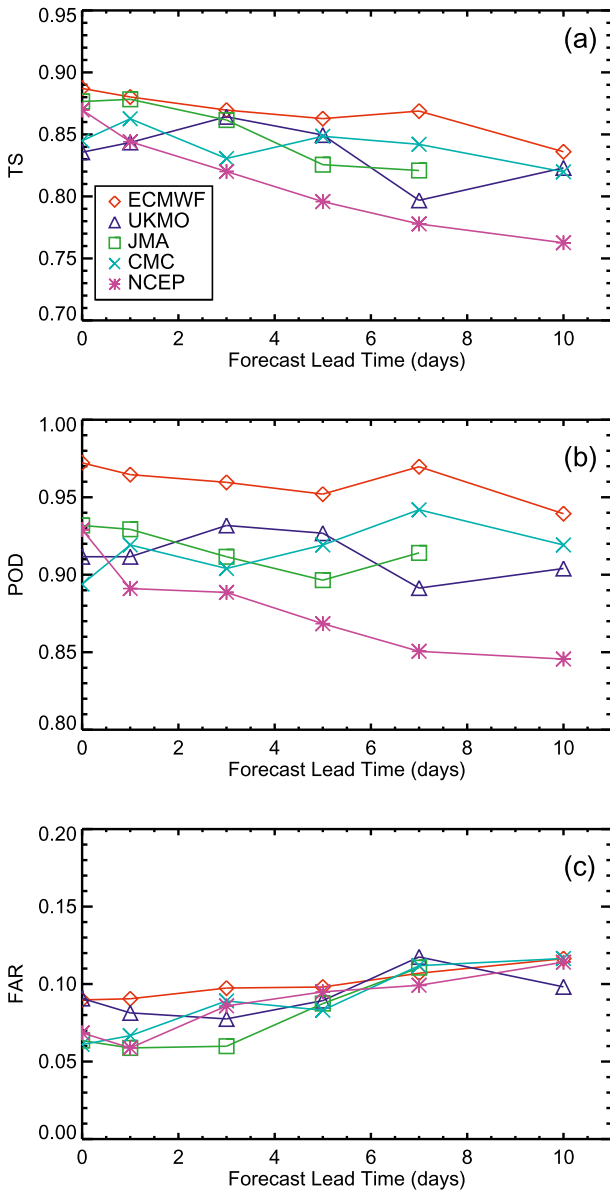 0.95
(a)
0.90
0.85
TS
0.80
ECMWF
UKMO
JMA
0.75
CMC
NCEP
0.70
0 2 4 6 8 10
Forecast Lead Time (days)
1.00
(b)
0.95
POD
0.90
0.85
0.80
0 2 4 6 8 10
Forecast Lead Time (days)
0.20
(c)
0.15
FAR
0.10
0.05
0.00
0 2 4 6 8 10
Forecast Lead Time (days)